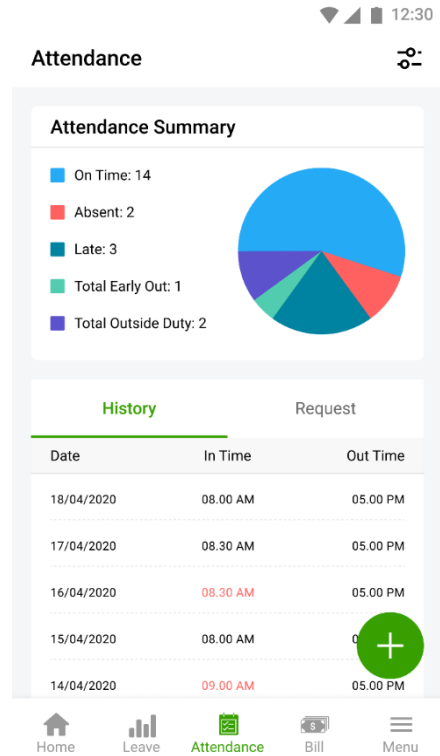 12:30
Attendance
Attendance Summary
On Time: 14
Absent: 2
Late: 3
Total Early Out: 1
Total Outside Duty: 2
History Request
Date In Time Out Time
18/04/2020 08.00 AM 05.00 PM
17/04/2020 08.30 AM 05.00 PM
16/04/2020 08.30 AM 05.00 PM
15/04/2020 08.00 AM
14/04/2020 09.00 AM 05.00 PM
Home Leave Attendance Bill Menu